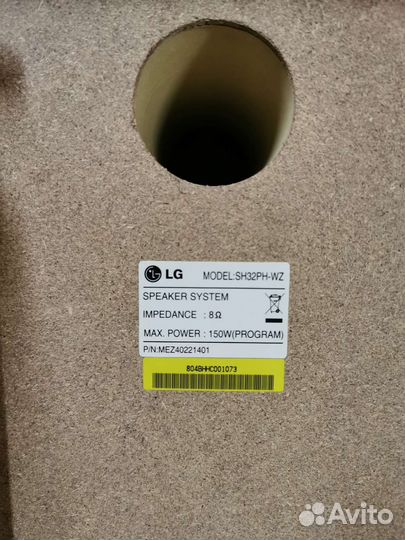 LG MODEL:SH32PH-WZ
SPEAKER SYSTEM
IMPEDANCE : 8Ω
MAX. POWER : 150W(PROGRAM)
P/N:MEZ40221401
804BHHC001073
Avito